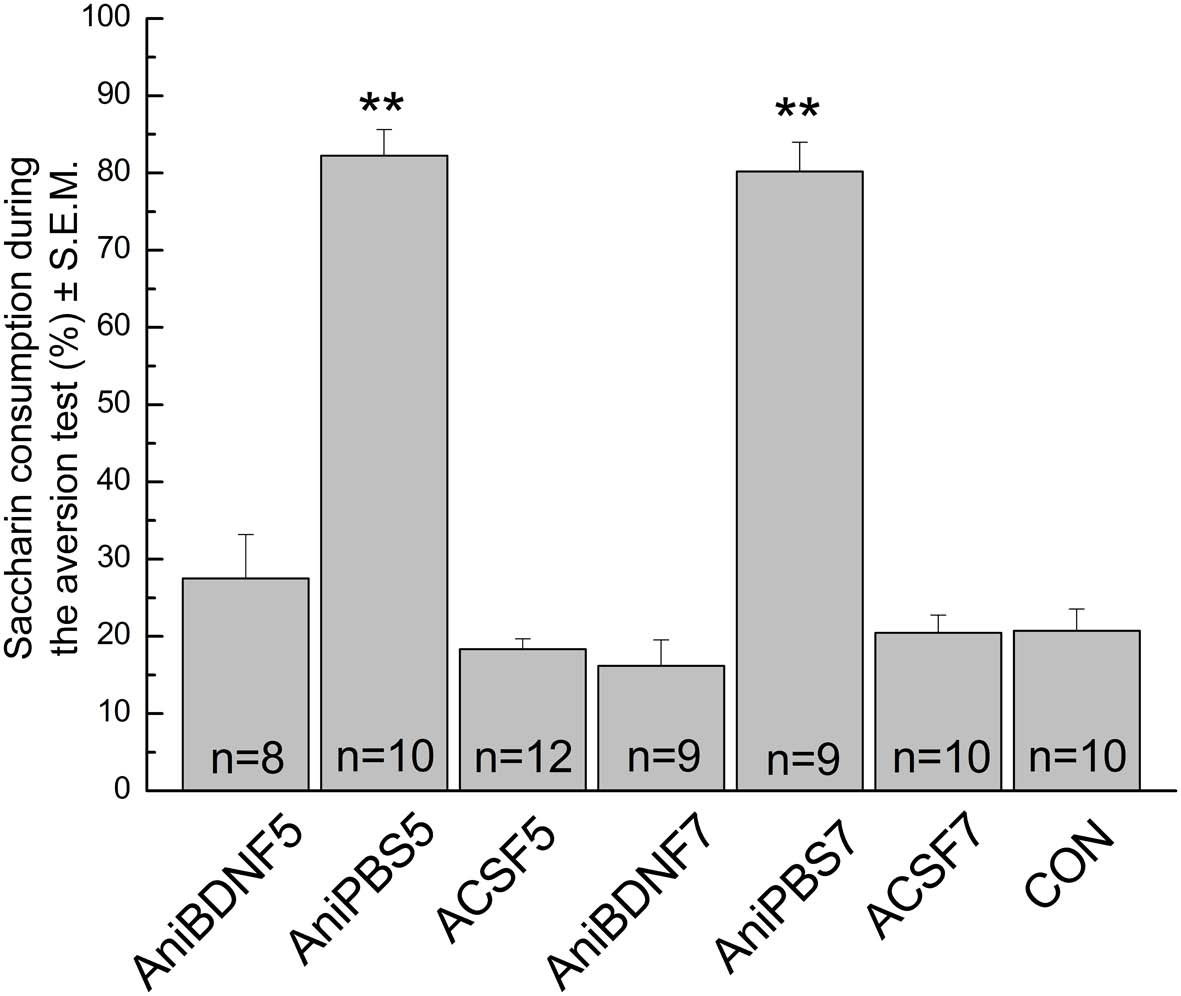 Saccharin consumption during
the aversion test (%) ± S.E.M.
100
90
80
70
60
50
40
30
20
10
0
**
**
n=8
n=10
n=12
n=9
n=9
n=10
n=10
AniBDNF5
AniPBS5
ACSF5
AniBDNF7
AniPBS7
ACSF7
CON